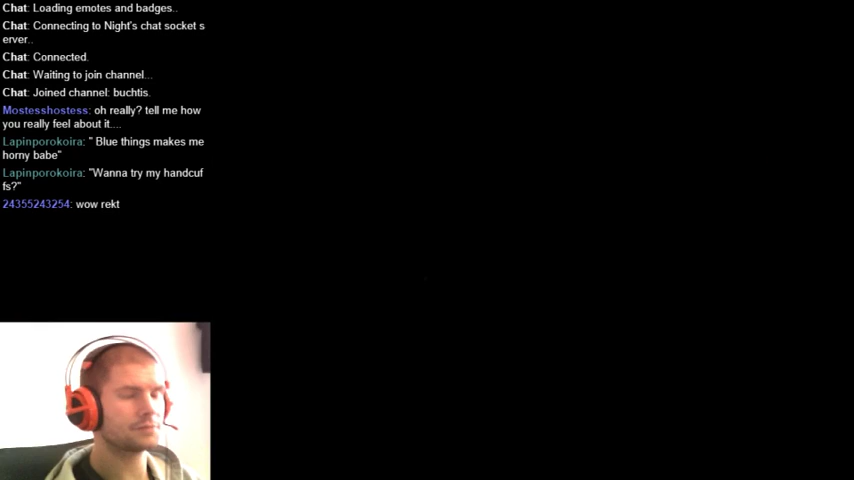 Chat: Loading emotes and badges..
Chat: Connecting to Night's chat socket s
erver..
Chat: Connected.
Chat: Waiting to join channel...
Chat: Joined channel: buchtis.
Mostesshostess: oh really? tell me how
you really feel about it....
Lapinporokoira: " Blue things makes me
horny babe"
Lapinporokoira: "Wanna try my handcuf
fs?"
24355243254: wow rekt